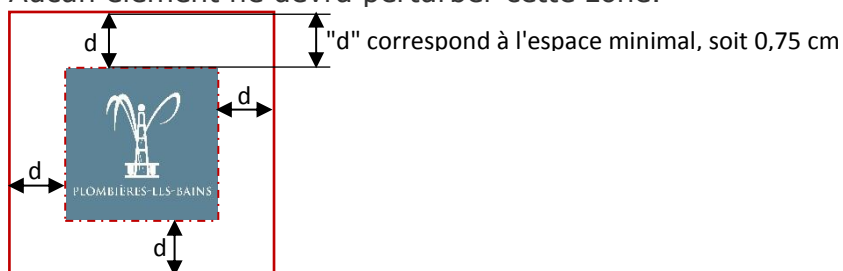 Aucun élément ne devra perturber cette zone.
d
"d" correspond à l'espace minimal, soit 0,75 cm
d
d
PLOMBIÈRES-LES-BAINS
d